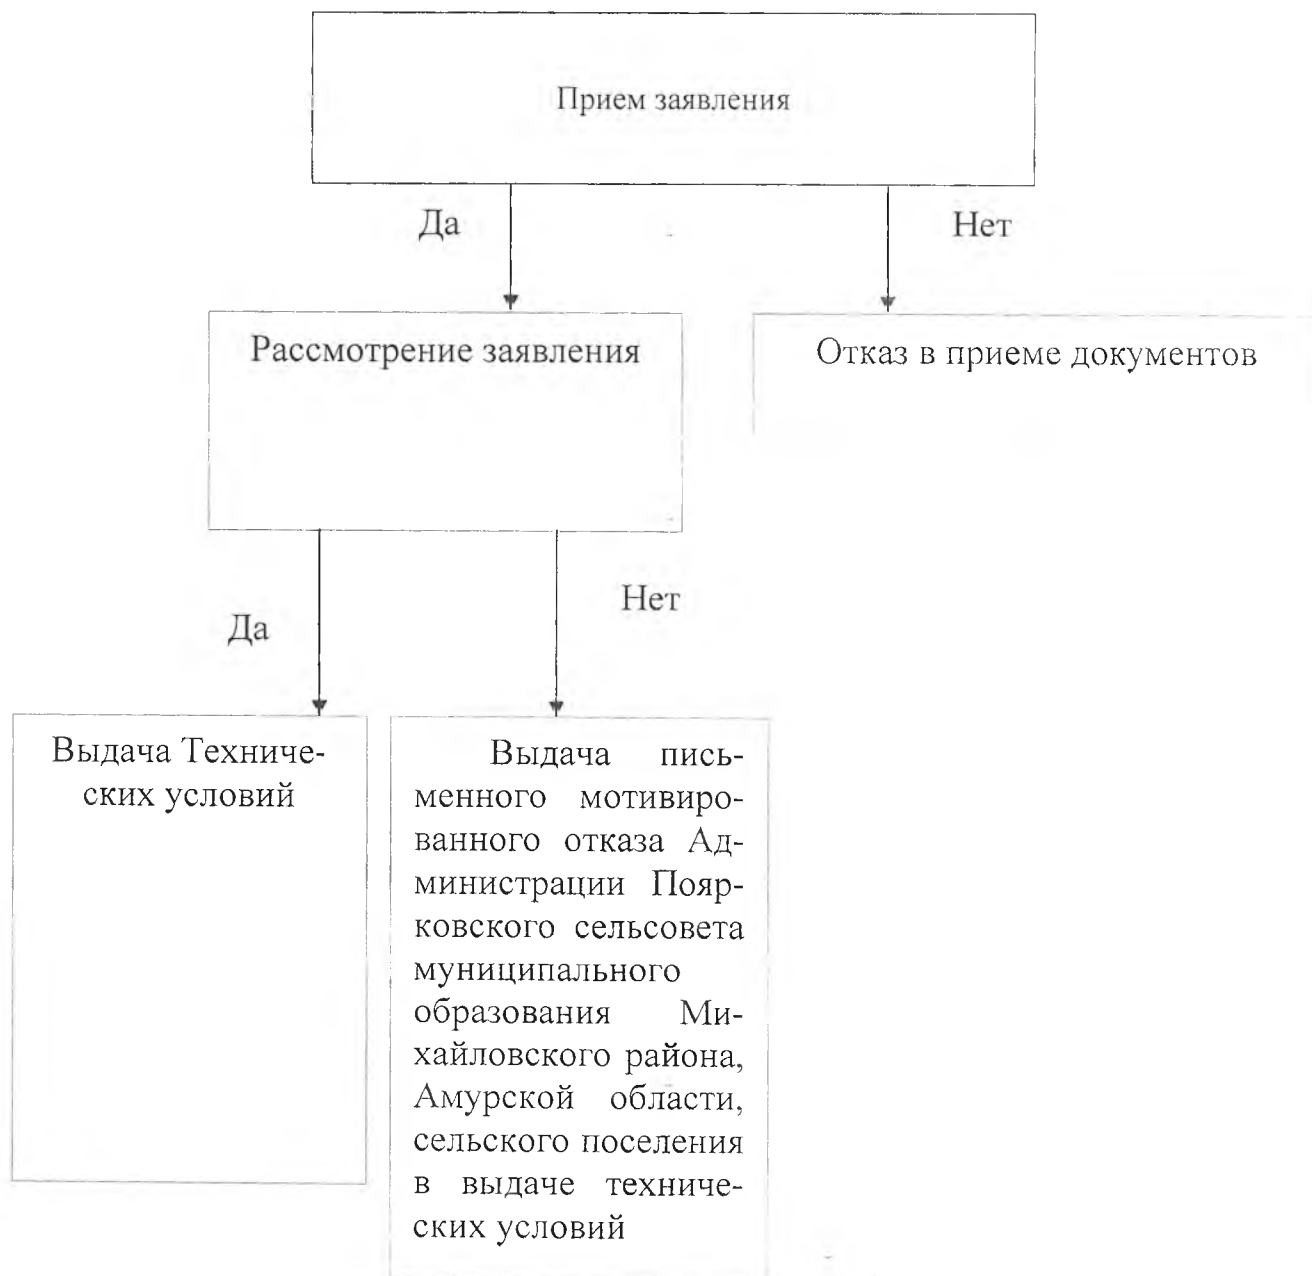 Прием заявления
Да
Нет
Рассмотрение заявления
Отказ в приеме документов
Да
Нет
Выдача Техниче-
ских условий
Выдача пись-
менного мотивиро-
ванного отказа Ад-
министрации Пояр-
ковского сельсовета
муниципального
образования Ми-
хайловского района,
Амурской области,
сельского поселения
в выдаче техниче-
ских условий